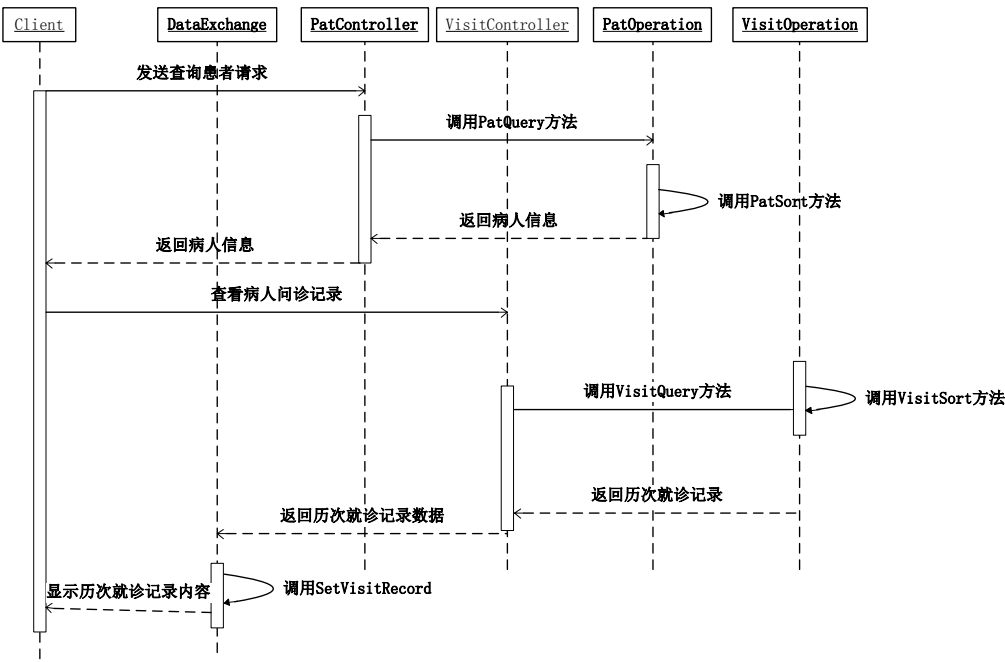 Client
DataExchange
PatController
VisitController
PatOperation
VisitOperation
发送查询患者请求
调用PatQuery方法
调用PatSort方法
返回病人信息
返回病人信息
查看病人问诊记录
调用VisitQuery方法
调用VisitSort方法
返回历次就诊记录
返回历次就诊记录数据
调用SetVisitRecord
显示历次就诊记录内容